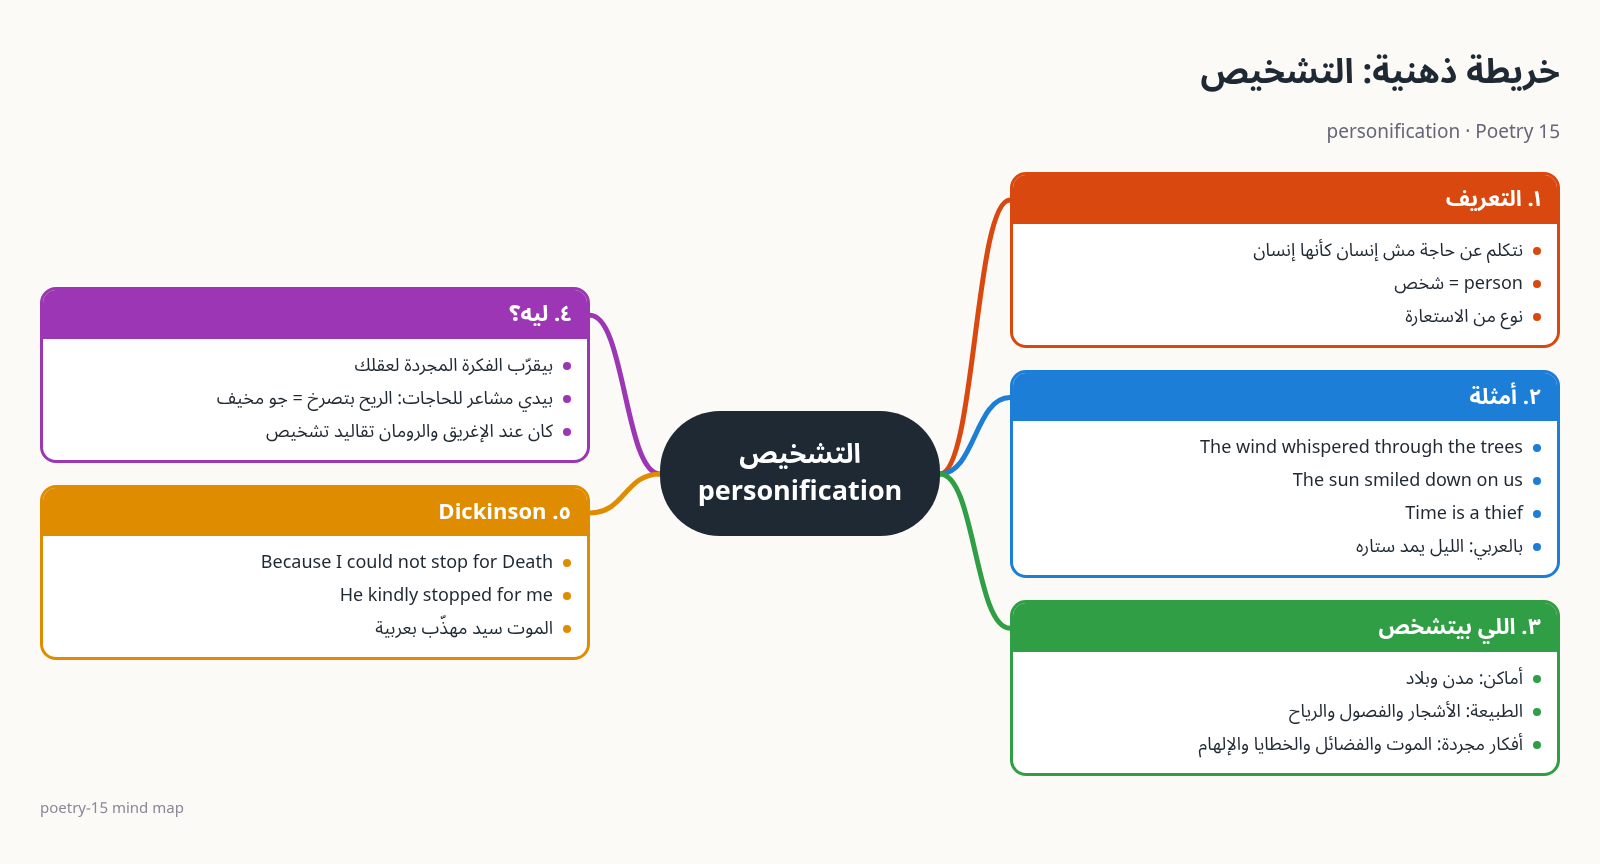 خريطة ذهنية: التشخيص
personification · Poetry 15
١. التعريف
نتكلم عن حاجة مش إنسان كأنها إنسان
person = شخص
نوع من الاستعارة
٢. أمثلة
The wind whispered through the trees
The sun smiled down on us
Time is a thief
بالعربي: الليل يمد ستاره
٣. اللي بيتشخص
أماكن: مدن وبلاد
الطبيعة: الأشجار والفصول والرياح
أفكار مجردة: الموت والفضائل والخطايا والإلهام
التشخيص
personification
٤. ليه؟
بيقرّب الفكرة المجردة لعقلك
بيدي مشاعر للحاجات: الريح بتصرخ = جو مخيف
كان عند الإغريق والرومان تقاليد تشخيص
٥. Dickinson
Because I could not stop for Death
He kindly stopped for me
الموت سيد مهذّب بعربية
poetry-15 mind map